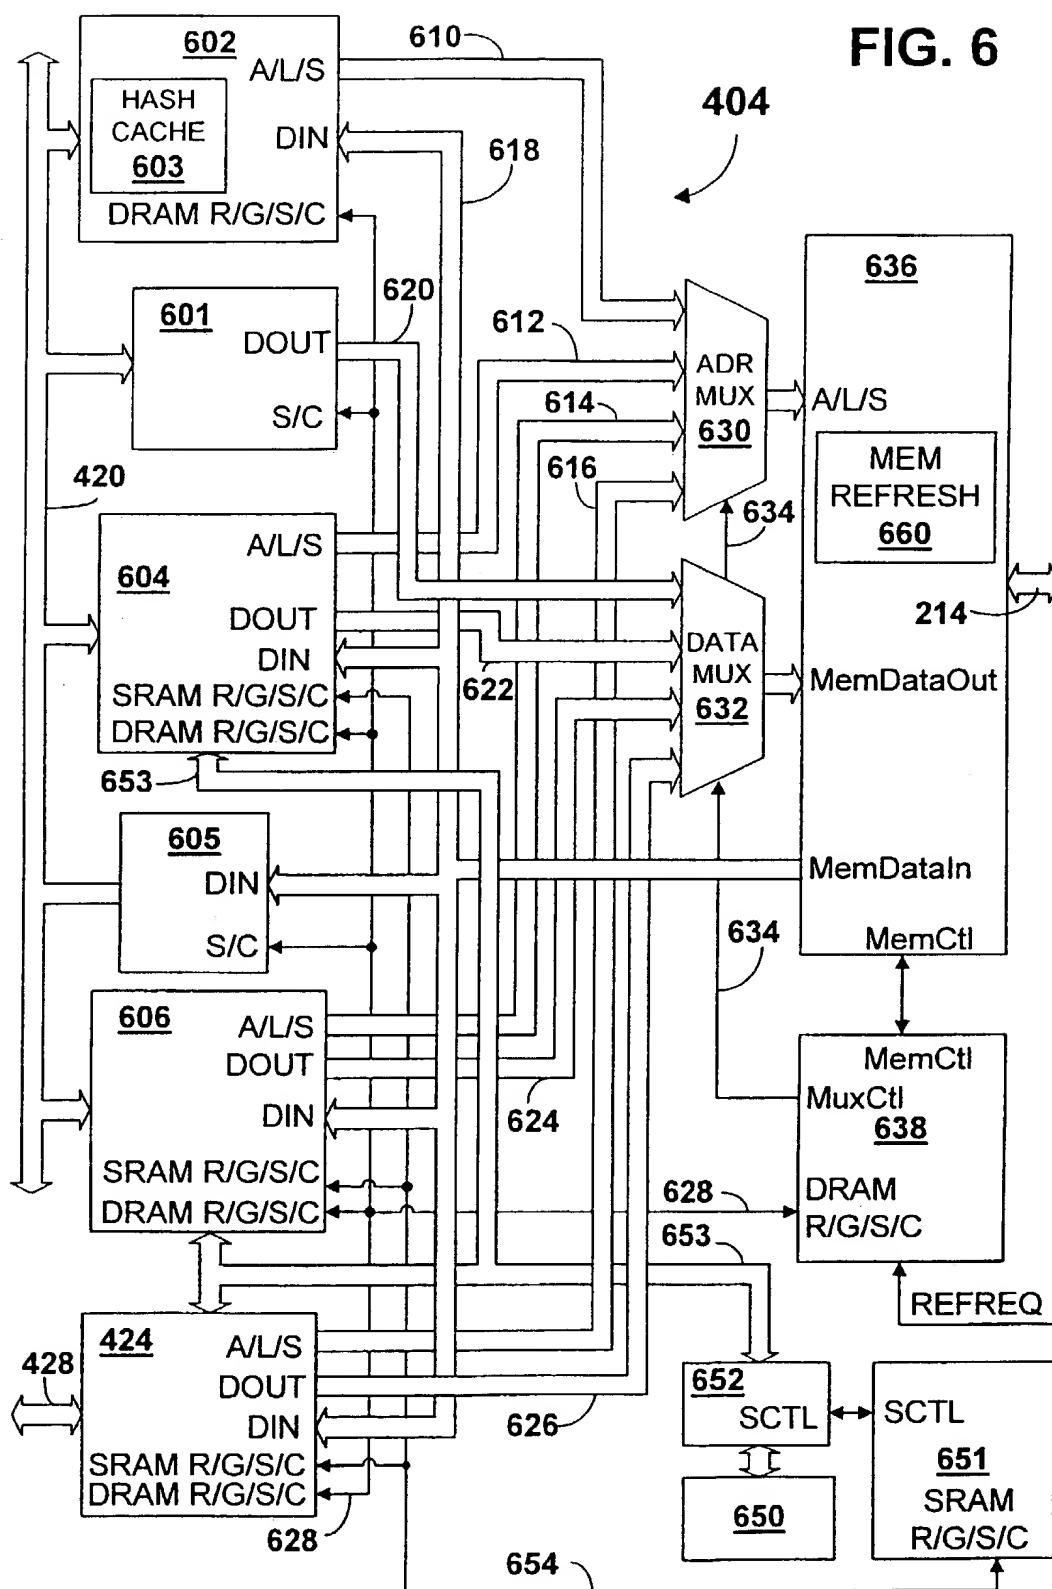 FIG. 6
404
602
A/L/S
HASH
CACHE
603
DIN
DRAM R/G/S/C
610
618
620
601
DOUT
S/C
612
614
616
420
604
A/L/S
DOUT
DIN
SRAM R/G/S/C
DRAM R/G/S/C
622
653
605
DIN
S/C
606
A/L/S
DOUT
DIN
SRAM R/G/S/C
DRAM R/G/S/C
624
424
A/L/S
DOUT
DIN
SRAM R/G/S/C
DRAM R/G/S/C
428
626
628
654
ADR
MUX
630
634
DATA
MUX
632
634
636
A/L/S
MEM
REFRESH
660
214
MemDataOut
MemDataIn
MemCtl
MemCtl
MuxCtl
638
DRAM
R/G/S/C
628
653
REFREQ
652
SCTL
650
SCTL
651
SRAM
R/G/S/C